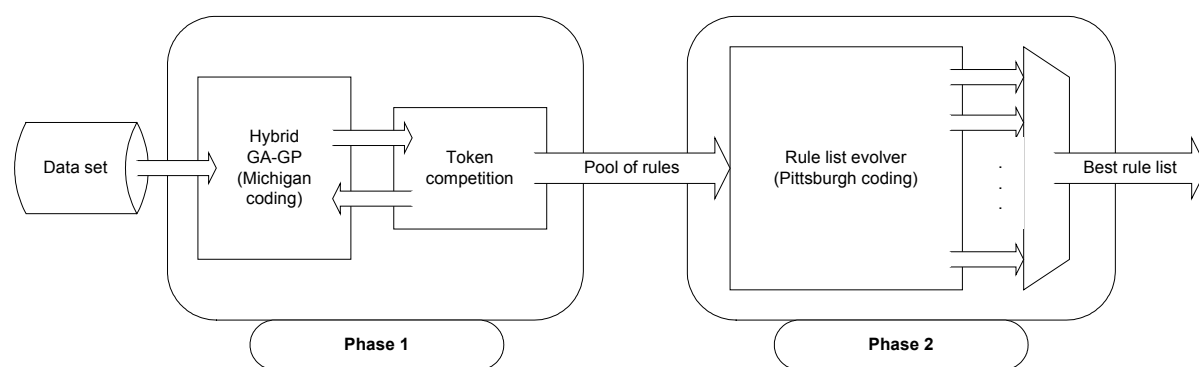 Data set
Hybrid
GA-GP
(Michigan
coding)
Token
competition
Pool of rules
Rule list evolver
(Pittsburgh coding)
Best rule list
Phase 1
Phase 2